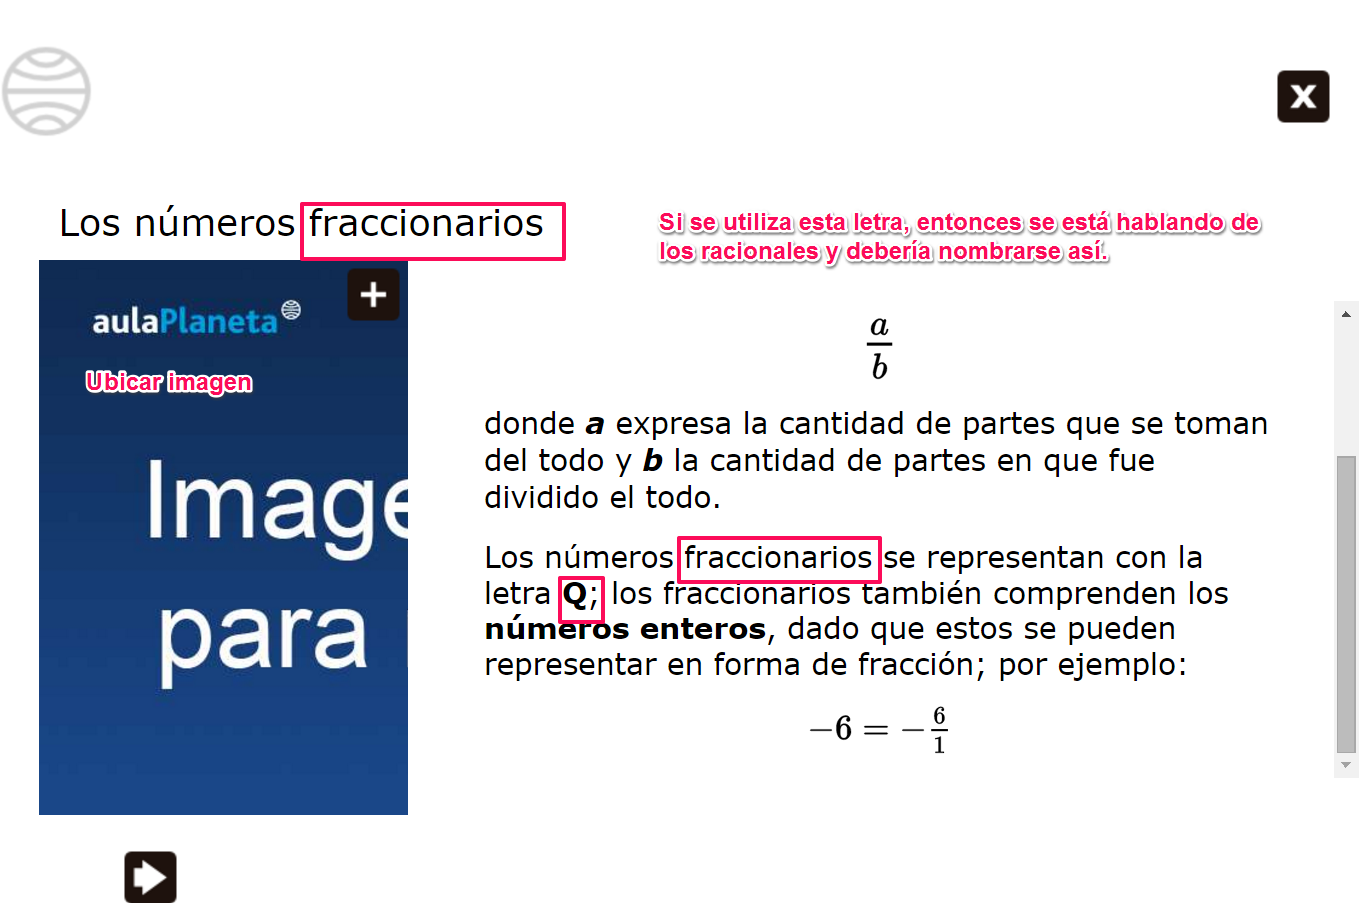 X
Los números fraccionarios
Si se utiliza esta letra, entonces se está hablando de
los racionales y debería nombrarse así.
aulaPlaneta
+
Ubicar imagen
Image
para
a
b
donde a expresa la cantidad de partes que se toman
del todo y b la cantidad de partes en que fue
dividido el todo.
Los números fraccionarios se representan con la
letra Q; los fraccionarios también comprenden los
números enteros, dado que estos se pueden
representar en forma de fracción; por ejemplo:
−6 = −6/1